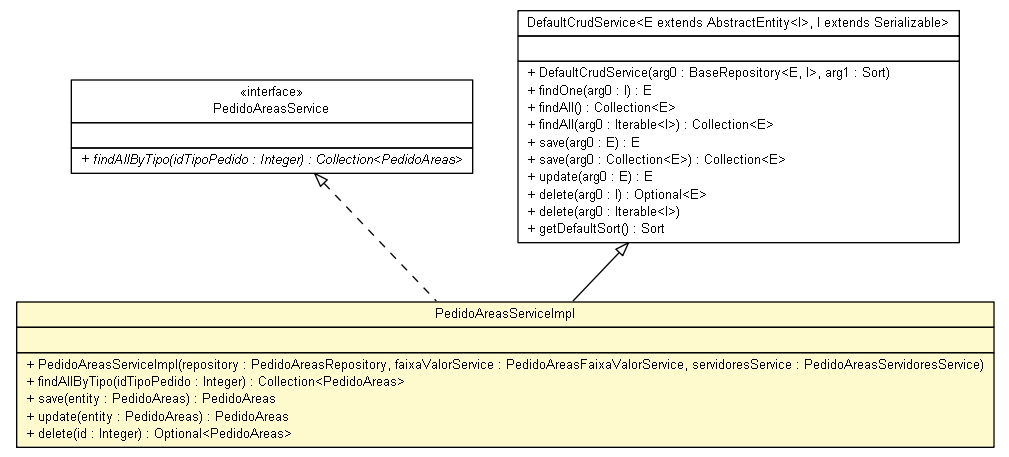 DefaultCrudService<E extends AbstractEntity<I>, I extends Serializable>
+ DefaultCrudService(arg0 : BaseRepository<E, I>, arg1 : Sort)
+ findOne(arg0 : I) : E
+ findAll() : Collection<E>
+ findAll(arg0 : Iterable<I>) : Collection<E>
+ save(arg0 : E) : E
+ save(arg0 : Collection<E>) : Collection<E>
+ update(arg0 : E) : E
+ delete(arg0 : I) : Optional<E>
+ delete(arg0 : Iterable<I>)
+ getDefaultSort() : Sort
«interface»
PedidoAreasService
+ findAllByTipo(idTipoPedido : Integer) : Collection<PedidoAreas>
PedidoAreasServiceImpl
+ PedidoAreasServiceImpl(repository : PedidoAreasRepository, faixaValorService : PedidoAreasFaixaValorService, servidoresService : PedidoAreasServidoresService)
+ findAllByTipo(idTipoPedido : Integer) : Collection<PedidoAreas>
+ save(entity : PedidoAreas) : PedidoAreas
+ update(entity : PedidoAreas) : PedidoAreas
+ delete(id : Integer) : Optional<PedidoAreas>